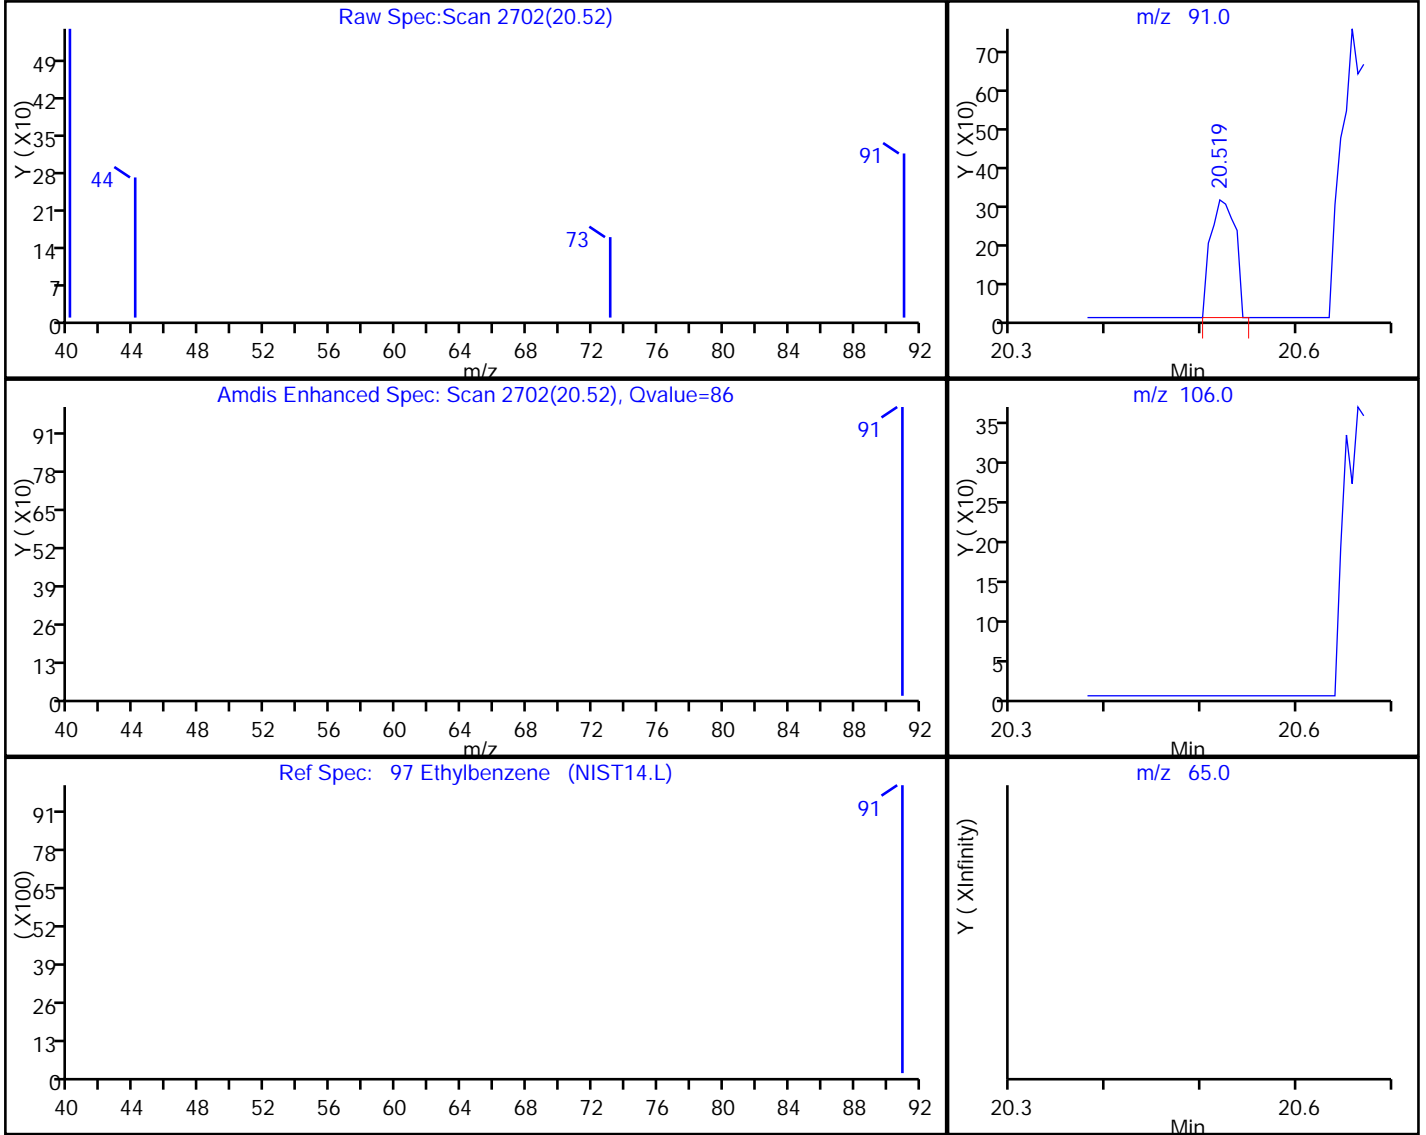 Raw Spec:Scan 2702(20.52)
Y ( X10)
49
42
35
28
21
14
7
0
44
73
91
40 44 48 52 56 60 64 68 72 76 80 84 88 92
m/z
m/z 91.0
Y ( X10)
70
60
50
40
30
20
10
0
20.519
20.3 20.6
Min
Amdis Enhanced Spec: Scan 2702(20.52), Qvalue=86
Y ( X10)
91
78
65
52
39
26
13
0
91
40 44 48 52 56 60 64 68 72 76 80 84 88 92
m/z
m/z 106.0
Y ( X10)
35
30
25
20
15
10
5
0
20.3 20.6
Min
Ref Spec: 97 Ethylbenzene (NIST14.L)
( X100)
91
78
65
52
39
26
13
0
91
40 44 48 52 56 60 64 68 72 76 80 84 88 92
m/z 65.0
Y ( XInfinity)
20.3 20.6
Min